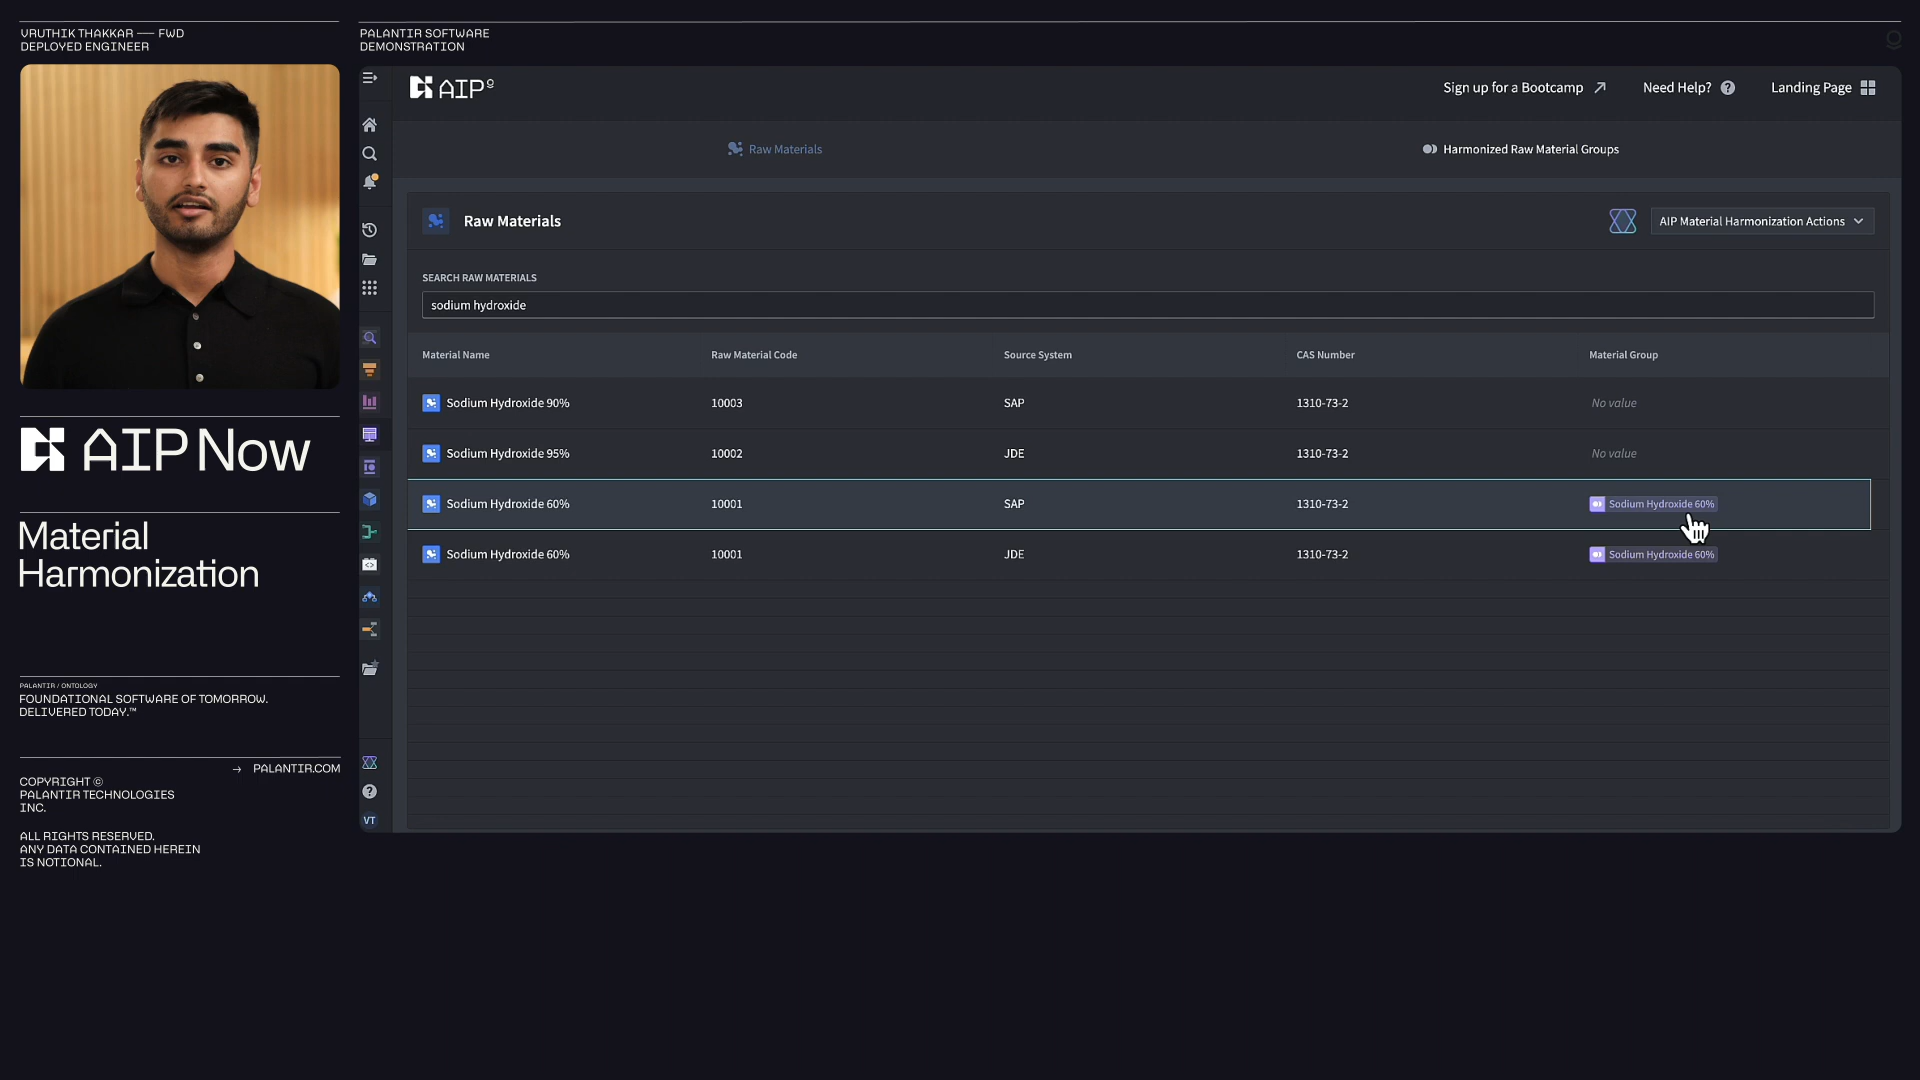 VRUTHIK THAKKAR — FWD
DEPLOYED ENGINEER
PALANTIR SOFTWARE
DEMONSTRATION
AIP
Sign up for a Bootcamp
Need Help?
Landing Page
Raw Materials
Harmonized Raw Material Groups
Raw Materials
AIP Material Harmonization Actions
SEARCH RAW MATERIALS
sodium hydroxide
Material Name Raw Material Code Source System CAS Number Material Group
Sodium Hydroxide 90% 10003 SAP 1310-73-2 No value
Sodium Hydroxide 95% 10002 JDE 1310-73-2 No value
Sodium Hydroxide 60% 10001 SAP 1310-73-2 Sodium Hydroxide 60%
Sodium Hydroxide 60% 10001 JDE 1310-73-2 Sodium Hydroxide 60%
VT
AIP Now
Material
Harmonization
PALANTIR / ONTOLOGY
FOUNDATIONAL SOFTWARE OF TOMORROW.
DELIVERED TODAY.™
→ PALANTIR.COM
COPYRIGHT ©
PALANTIR TECHNOLOGIES
INC.
ALL RIGHTS RESERVED.
ANY DATA CONTAINED HEREIN
IS NOTIONAL.